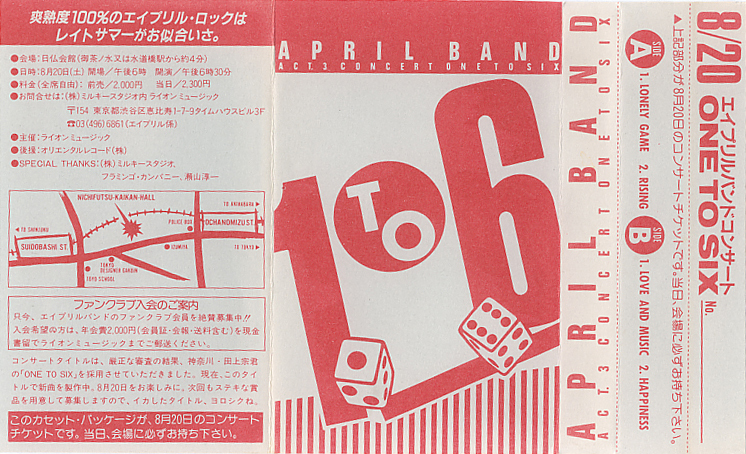 爽熟度100%のエイプリル・ロックは
レイトサマーがお似合いさ。
●会場:日仏会館(御茶ノ水又は水道橋駅から約4分)
●日時:8月20日(土)開場/午後6時 開演/午後6時30分
●料金(全席自由):前売/2,000円 当日/2,300円
●お問合せは:(株)ミルキースタジオ内 ライオンミュージック
〒154 東京都渋谷区恵比寿1-7-9タイムハウスビル3F
☎03(496)6861(エイプリル係)
●主催:ライオンミュージック
●後援:オリエンタルレコード(株)
●SPECIAL THANKS:(株)ミルキースタジオ,
フラミンゴ・カンパニー, 瀬山淳一
NICHIFUTSU-KAIKAN-HALL
TO AKIHABARA ▶
POLICE-BOX
◀ TO SHINJUKU
OCHANOMIZU ST.
SUIDOBASHI ST.
IZUMIYA
TO TOKYO ▶
TOKYO
DESIGNER GAKUIN
TOYO SCHOOL
ファンクラブ入会のご案内
只今、エイプリルバンドのファンクラブ会員を絶賛募集中!!
入会希望の方は、年会費2,000円(会員証・会報・送料含む)を現金
書留でライオンミュージックまでご郵送ください。
コンサートタイトルは、厳正な審査の結果、神奈川・田上宗君
の「ONE TO SIX」を採用させていただきました。現在、このタイ
トルで新曲を製作中。8月20日をお楽しみに。次回もステキな賞
品を用意して募集しますので、イカしたタイトル、ヨロシクね。
このカセット・パッケージが、8月20日のコンサート
チケットです。当日、会場に必ずお持ち下さい。
APRIL BAND
ACT.3 CONCERT ONE TO SIX
1 TO 6
APRIL BAND
ACT.3 CONCERT ONE TO SIX
8/20 エイプリルバンドコンサート
ONE TO SIX No.
▲上記部分が8月20日のコンサートチケットです。当日、会場に必ずお持ち下さい。
SIDE A 1. LONELY GAME 2. RISING
SIDE B 1. LOVE AND MUSIC 2. HAPPINESS